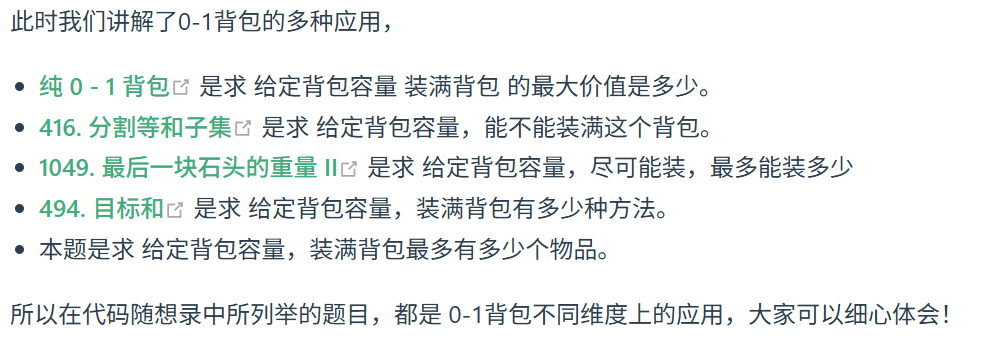 此时我们讲解了0-1背包的多种应用，
纯 0 - 1 背包 是求 给定背包容量 装满背包 的最大价值是多少。
416. 分割等和子集 是求 给定背包容量，能不能装满这个背包。
1049. 最后一块石头的重量 II 是求 给定背包容量，尽可能装，最多能装多少
494. 目标和 是求 给定背包容量，装满背包有多少种方法。
本题是求 给定背包容量，装满背包最多有多少个物品。
所以在代码随想录中所列举的题目，都是 0-1背包不同维度上的应用，大家可以细心体会！